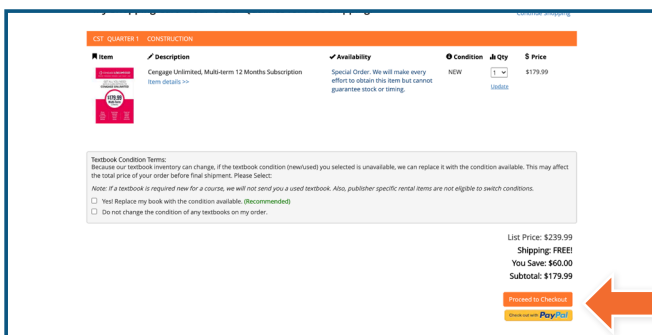 Continue Shopping
CST QUARTER 1 CONSTRUCTION
Item
Description
Availability
Condition
Qty
$ Price
Cengage Unlimited, Multi-term 12 Months Subscription
Item details >>
Special Order. We will make every
effort to obtain this item but cannot
guarantee stock or timing.
NEW
1
Update
$179.99
$179.99
Textbook Condition Terms:
Because our textbook inventory can change, if the textbook condition (new/used) you selected is unavailable, we can replace it with the condition available. This may affect
the total price of your order before final shipment. Please Select:
Note: If a textbook is required new for a course, we will not send you a used textbook. Also, publisher specific rental items are not eligible to switch conditions.
Yes! Replace my book with the condition available, (Recommended)
Do not change the condition of any textbooks on my order.
List Price: $239.99
Shipping: FREE!
You Save: $60.00
Subtotal: $179.99
Proceed to Checkout
Check out with PayPal